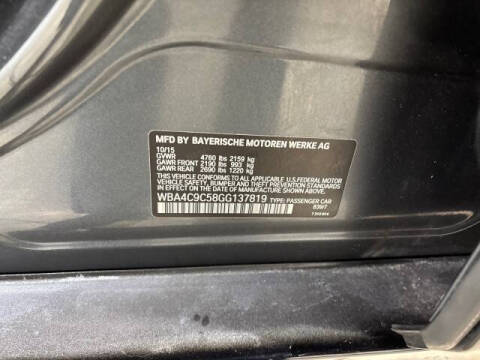 MFD BY BAYERISCHE MOTOREN WERKE AG
10/15
GVWR 4760 lbs 2159 kg
GAWR FRONT 2190 lbs 993 kg
GAWR REAR 2690 lbs 1220 kg
THIS VEHICLE CONFORMS TO ALL APPLICABLE U.S. FEDERAL MOTOR
VEHICLE SAFETY, BUMPER AND THEFT PREVENTION STANDARDS IN
EFFECT ON THE DATE OF MANUFACTURE SHOWN ABOVE.
WBA4C9C58GG137819 TYPE: PASSENGER CAR